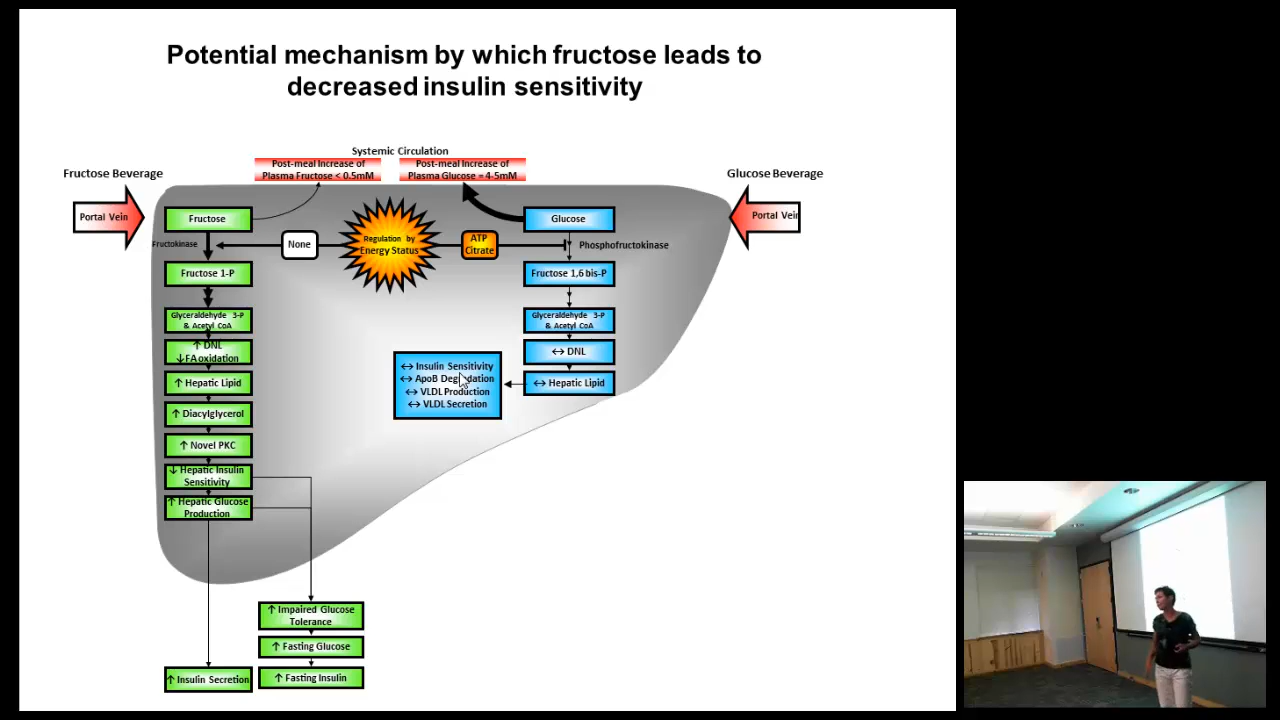 Potential mechanism by which fructose leads to
decreased insulin sensitivity
Systemic Circulation
Post-meal Increase of
Plasma Fructose < 0.5mM
Post-meal Increase of
Plasma Glucose = 4-5mM
Fructose Beverage
Glucose Beverage
Portal Vein
Fructose
Glucose
Portal Vein
Fructokinase
None
Regulation by
Energy Status
ATP
Citrate
Phosphofructokinase
Fructose 1-P
Fructose 1,6 bis-P
Glyceraldehyde 3-P
& Acetyl CoA
Glyceraldehyde 3-P
& Acetyl CoA
↑ DNL
↓FA oxidation
↔ DNL
↑ Hepatic Lipid
↔ Hepatic Lipid
↔ Insulin Sensitivity
↔ ApoB Degradation
↔ VLDL Production
↔ VLDL Secretion
↑ Diacylglycerol
↑ Novel PKC
↓ Hepatic Insulin
Sensitivity
↑ Hepatic Glucose
Production
↑ Impaired Glucose
Tolerance
↑ Fasting Glucose
↑ Insulin Secretion
↑ Fasting Insulin